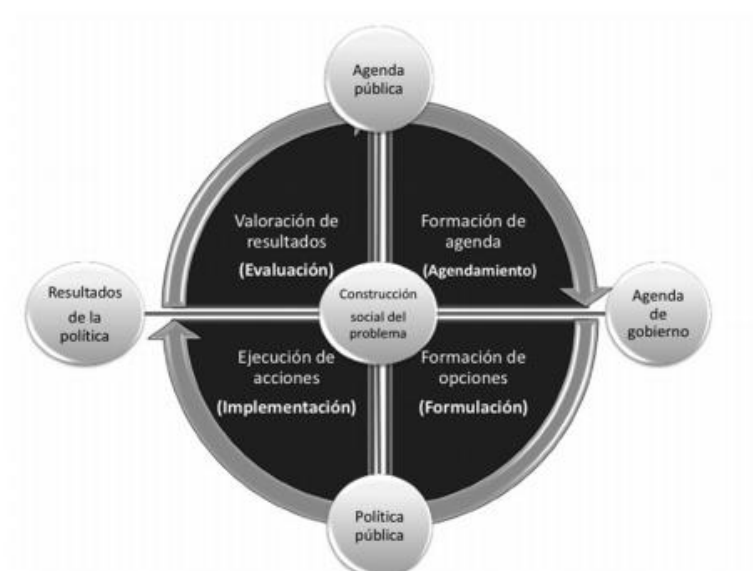 Agenda
pública
Valoración de
resultados
(Evaluación)
Formación de
agenda
(Agendamiento)
Resultados
de la
política
Construcción
social del
problema
Agenda
de
gobierno
Ejecución de
acciones
(Implementación)
Formación de
opciones
(Formulación)
Política
pública